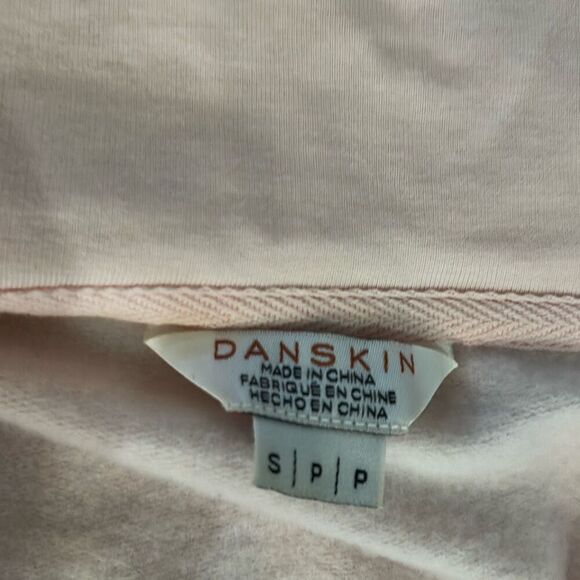 DANSKIN
MADE IN CHINA
FABRIQUÉ EN CHINE
HECHO EN CHINA
S|P|P